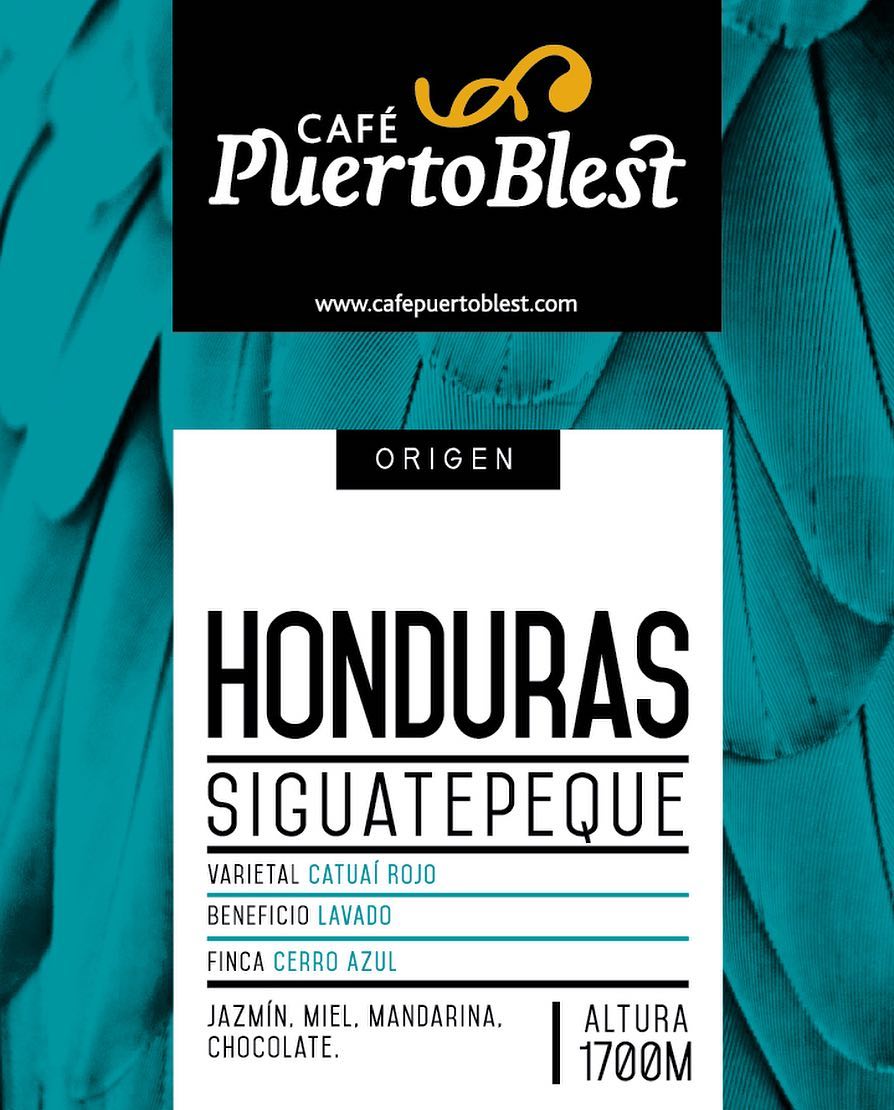 CAFÉ
PuertoBlest
www.cafepuertoblest.com
ORIGEN
HONDURAS
SIGUATEPEQUE
VARIETAL CATUAÍ ROJO
BENEFICIO LAVADO
FINCA CERRO AZUL
JAZMÍN, MIEL, MANDARINA,
CHOCOLATE.
ALTURA
1700M